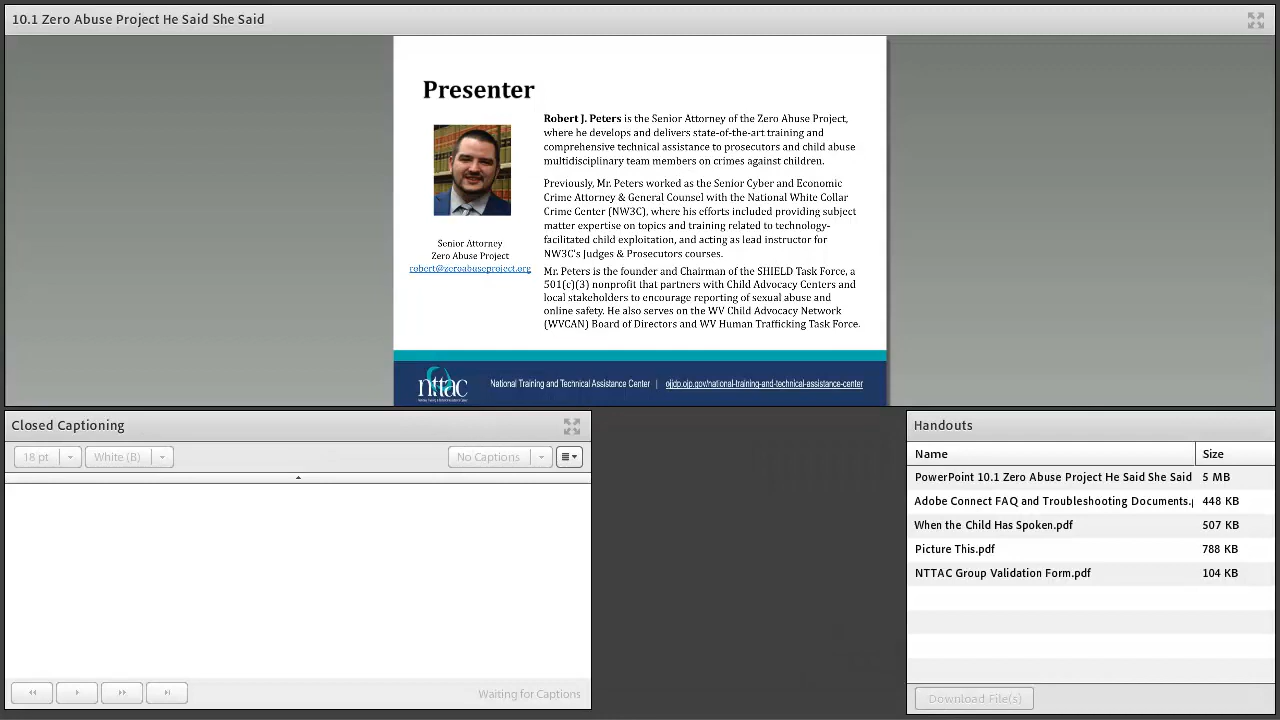 10.1 Zero Abuse Project He Said She Said
Presenter
Robert J. Peters is the Senior Attorney of the Zero Abuse Project,
where he develops and delivers state-of-the-art training and
comprehensive technical assistance to prosecutors and child abuse
multidisciplinary team members on crimes against children.
Previously, Mr. Peters worked as the Senior Cyber and Economic
Crime Attorney & General Counsel with the National White Collar
Crime Center (NW3C), where his efforts included providing subject
matter expertise on topics and training related to technology-
facilitated child exploitation, and acting as lead instructor for
NW3C's Judges & Prosecutors courses.
Mr. Peters is the founder and Chairman of the SHIELD Task Force, a
501(c)(3) nonprofit that partners with Child Advocacy Centers and
local stakeholders to encourage reporting of sexual abuse and
online safety. He also serves on the WV Child Advocacy Network
(WVCAN) Board of Directors and WV Human Trafficking Task Force.
Senior Attorney
Zero Abuse Project
robert@zeroabuseproject.org
nttac
National Training and Technical Assistance Center | ojjdp.ojp.gov/national-training-and-technical-assistance-center
Closed Captioning
18 pt White (B) No Captions
Waiting for Captions
Handouts
Name Size
PowerPoint 10.1 Zero Abuse Project He Said She Said 5 MB
Adobe Connect FAQ and Troubleshooting Documents. 448 KB
When the Child Has Spoken.pdf 507 KB
Picture This.pdf 788 KB
NTTAC Group Validation Form.pdf 104 KB
Download File(s)